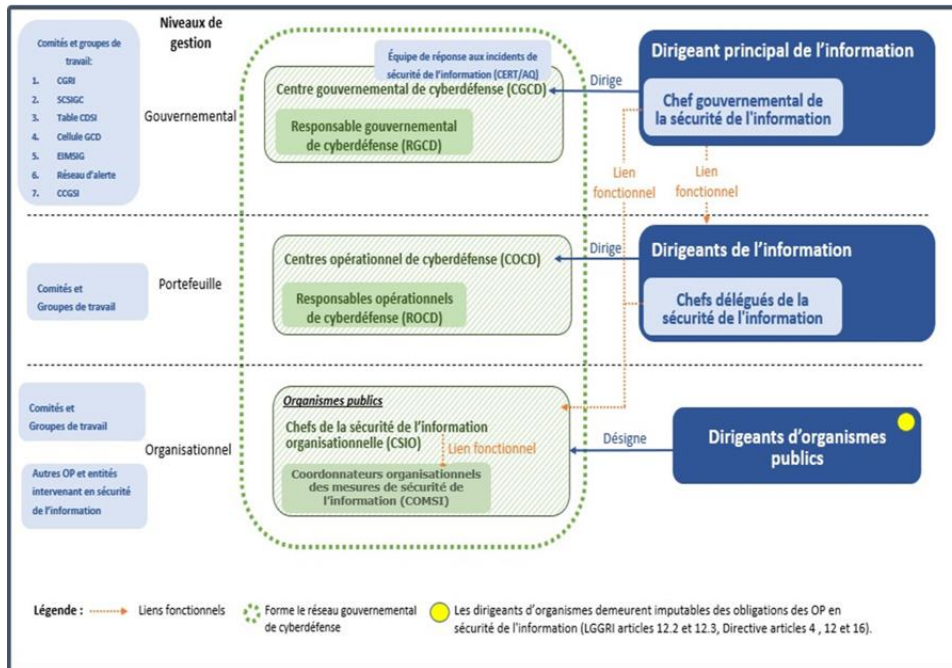 Niveaux de
gestion
Comités et groupes de
travail:
1. CGRI
2. SCSIGC
3. Table CDSI
4. Cellule GCD
5. EIMSIG
6. Réseau d'alerte
7. CCGSI
Gouvernemental
Équipe de réponse aux incidents de
sécurité de l'information (CERT/AQ)
Centre gouvernemental de cyberdéfense (CGCD)
Responsable gouvernemental
de cyberdéfense (RGCD)
Dirige
Dirigeant principal de l'information
Chef gouvernemental de
la sécurité de l'information
Lien
fonctionnel
Lien
fonctionnel
Comités et
Groupes de travail
Portefeuille
Centres opérationnel de cyberdéfense (COCD)
Responsables opérationnels
de cyberdéfense (ROCD)
Dirige
Dirigeants de l'information
Chefs délégués de la
sécurité de l'information
Comités et
Groupes de travail
Autres OP et entités
intervenant en sécurité
de l'information
Organisationnel
Organismes publics
Chefs de la sécurité de l'information
organisationnelle (CSIO)
Lien fonctionnel
Coordonnateurs organisationnels
des mesures de sécurité de
l'information (COMSI)
Désigne
Dirigeants d'organismes
publics
Légende :
Liens fonctionnels
Forme le réseau gouvernemental
de cyberdéfense
Les dirigeants d'organismes demeurent imputables des obligations des OP en
sécurité de l'information (LGGRI articles 12.2 et 12.3, Directive articles 4 , 12 et 16).